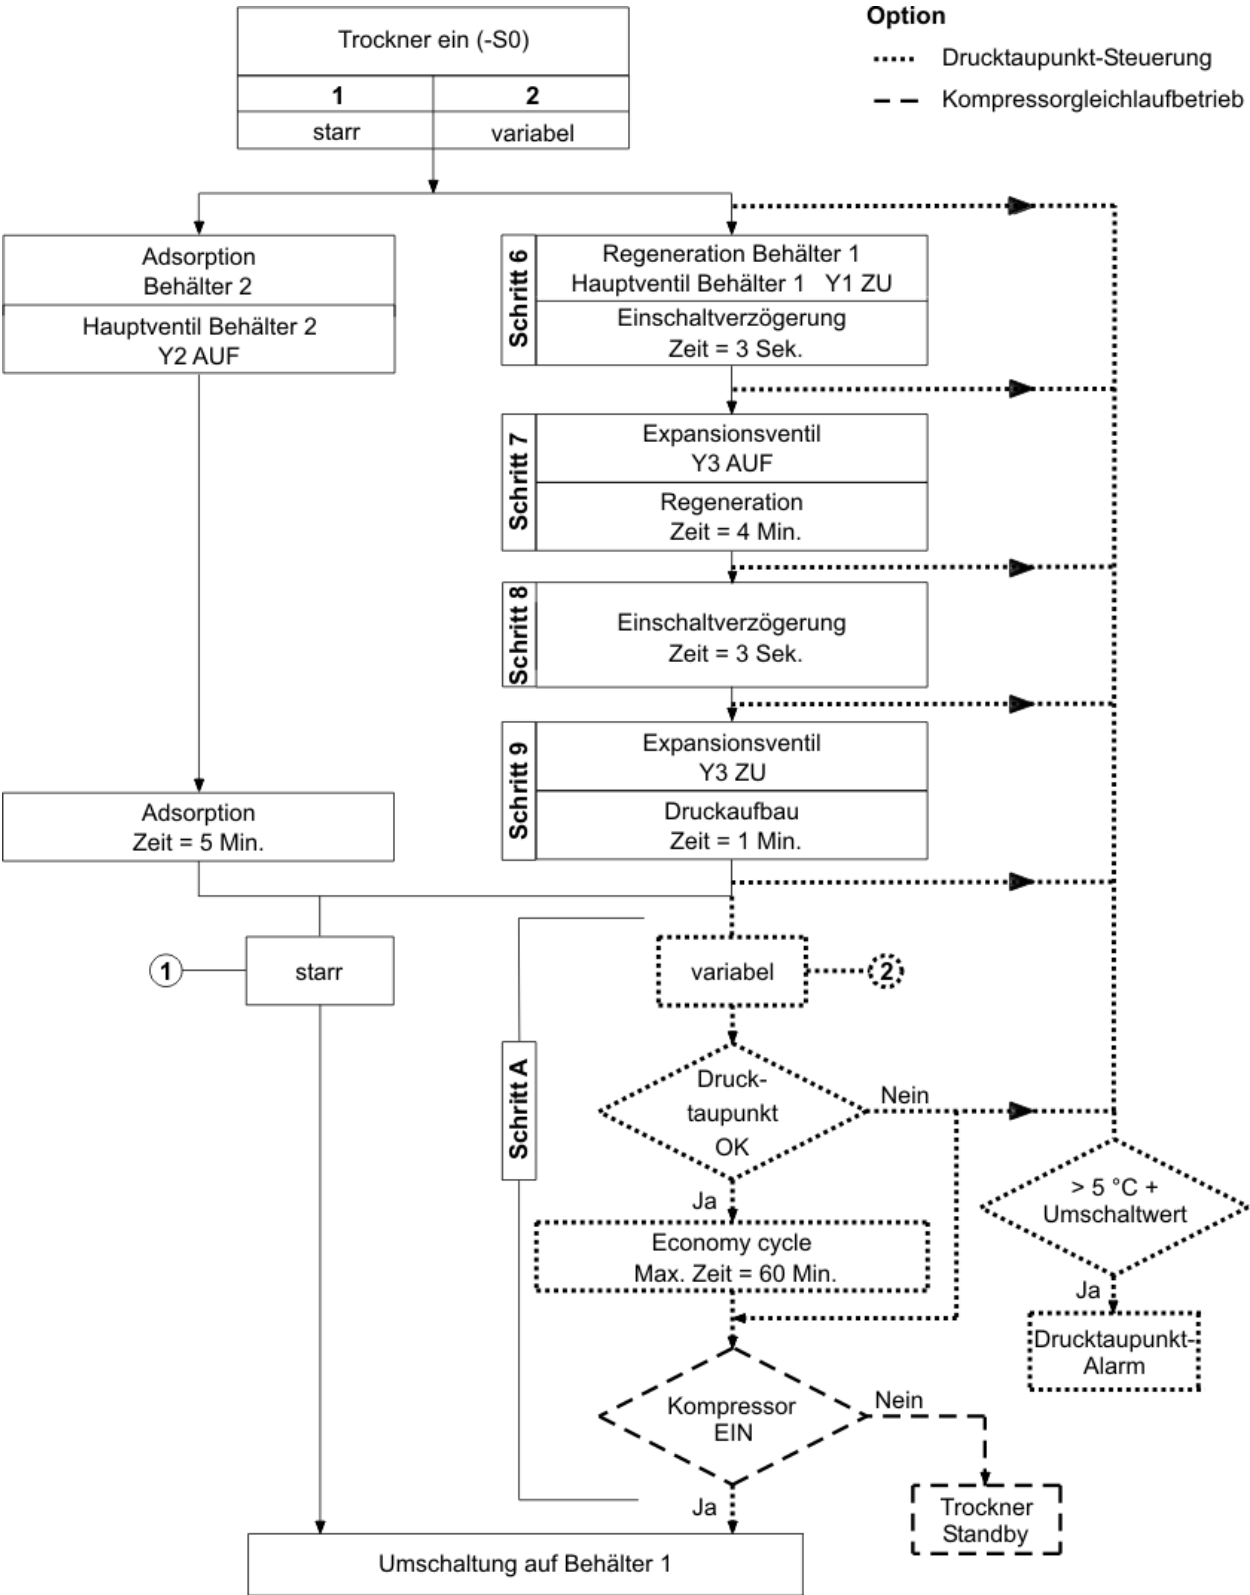 Trockner ein (-S0)
1
2
starr
variabel
Option
Drucktaupunkt-Steuerung
Kompressorgleichlaufbetrieb
Adsorption
Behälter 2
Hauptventil Behälter 2
Y2 AUF
Schritt 6
Regeneration Behälter 1
Hauptventil Behälter 1 Y1 ZU
Einschaltverzögerung
Zeit = 3 Sek.
Schritt 7
Expansionsventil
Y3 AUF
Regeneration
Zeit = 4 Min.
Schritt 8
Einschaltverzögerung
Zeit = 3 Sek.
Schritt 9
Expansionsventil
Y3 ZU
Druckaufbau
Zeit = 1 Min.
Adsorption
Zeit = 5 Min.
1
starr
variabel
2
Schritt A
Druck-
taupunkt
OK
Nein
Ja
> 5 °C +
Umschaltwert
Ja
Drucktaupunkt-
Alarm
Economy cycle
Max. Zeit = 60 Min.
Kompressor
EIN
Nein
Ja
Trockner
Standby
Umschaltung auf Behälter 1